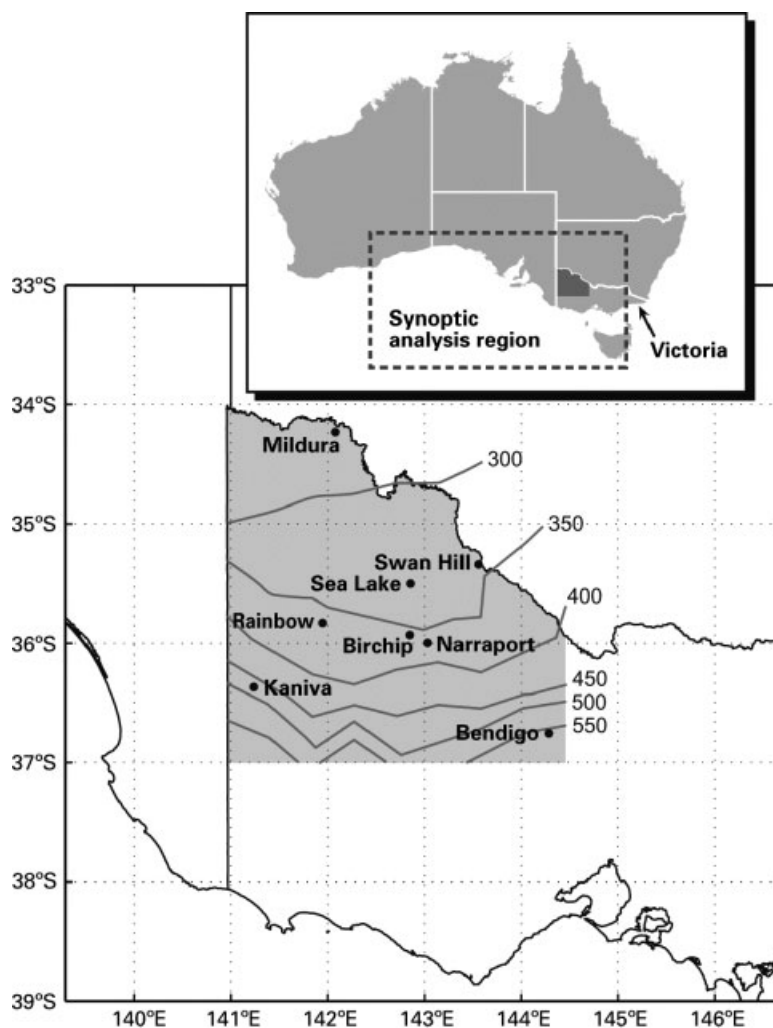 Synoptic
analysis region
Victoria
33°S
34°S
35°S
36°S
37°S
38°S
39°S
Mildura
300
350
Swan Hill
Sea Lake
400
Rainbow
Birchip
Narraport
Kaniva
450
500
550
Bendigo
140°E 141°E 142°E 143°E 144°E 145°E 146°E